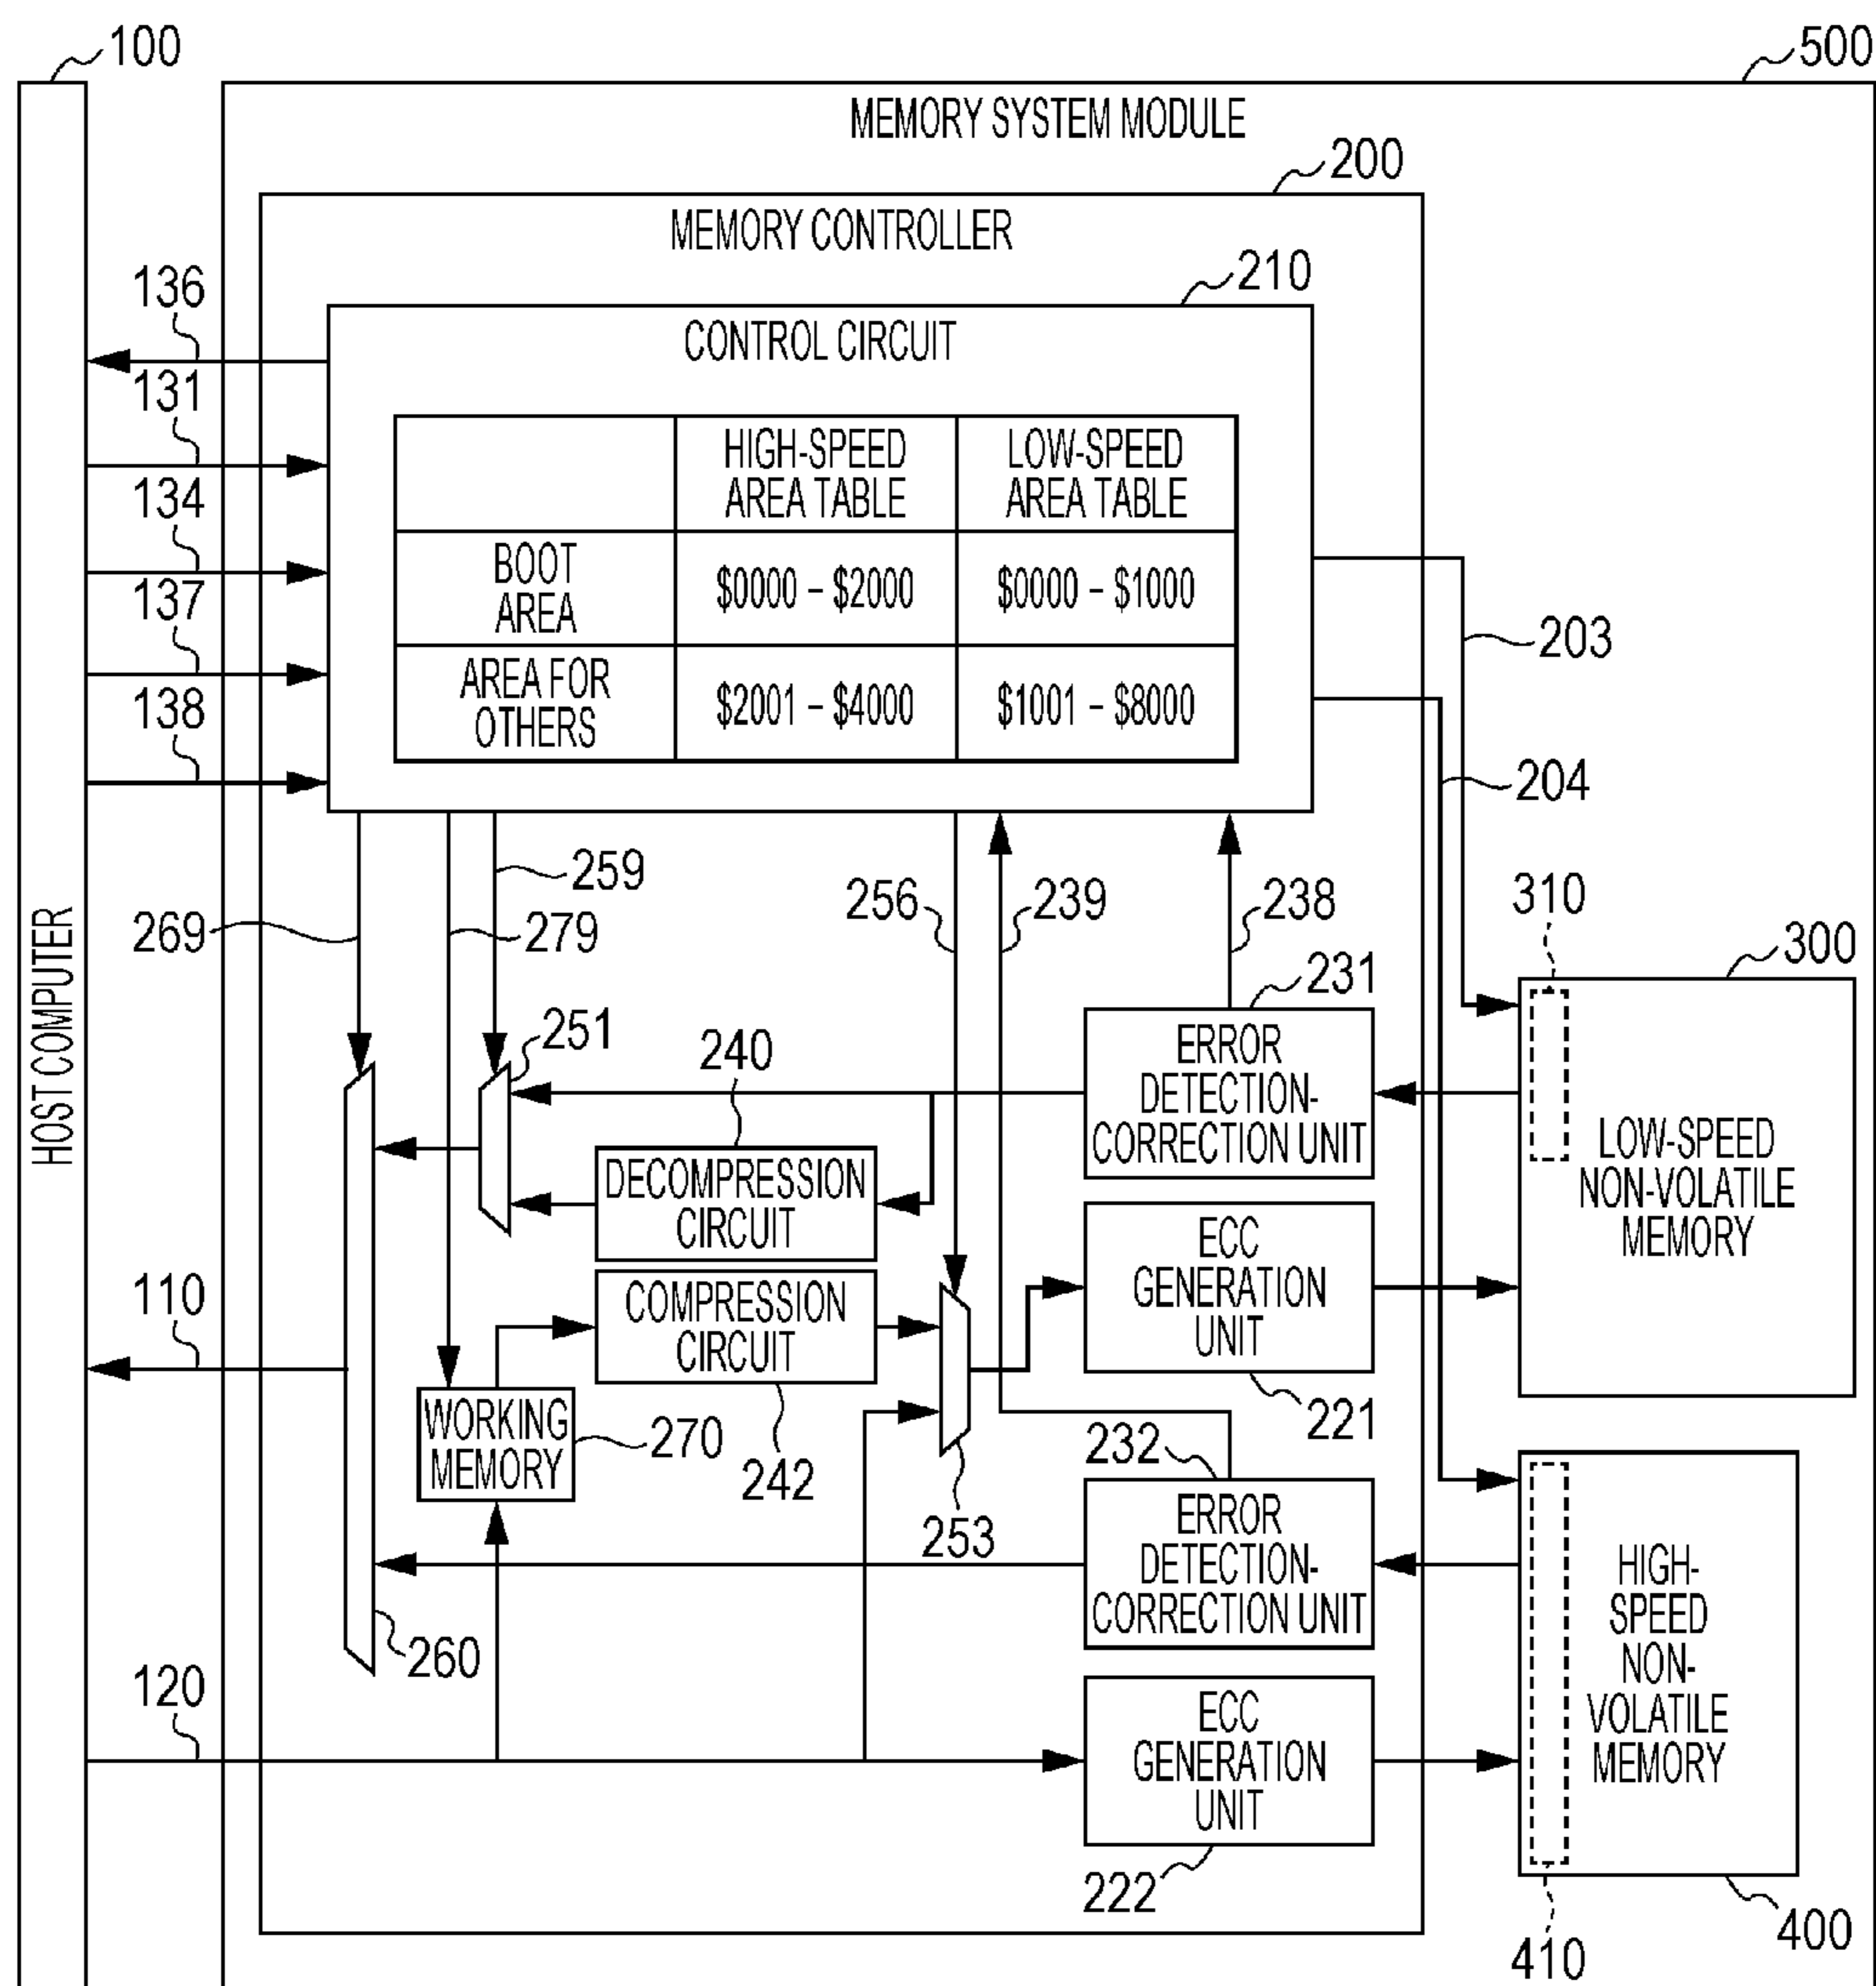 100
500
MEMORY SYSTEM MODULE
200
MEMORY CONTROLLER
210
CONTROL CIRCUIT
136
131
134
137
138
HIGH-SPEED
AREA TABLE
LOW-SPEED
AREA TABLE
BOOT
AREA
$0000 – $2000
$0000 – $1000
AREA FOR
OTHERS
$2001 – $4000
$1001 – $8000
203
204
259
269
279
256
239
238
310
300
HOST COMPUTER
251
240
231
ERROR
DETECTION-
CORRECTION UNIT
DECOMPRESSION
CIRCUIT
LOW-SPEED
NON-VOLATILE
MEMORY
110
COMPRESSION
CIRCUIT
ECC
GENERATION
UNIT
221
WORKING
MEMORY
270
242
253
232
ERROR
DETECTION-
CORRECTION UNIT
HIGH-
SPEED
NON-
VOLATILE
MEMORY
260
120
ECC
GENERATION
UNIT
222
410
400